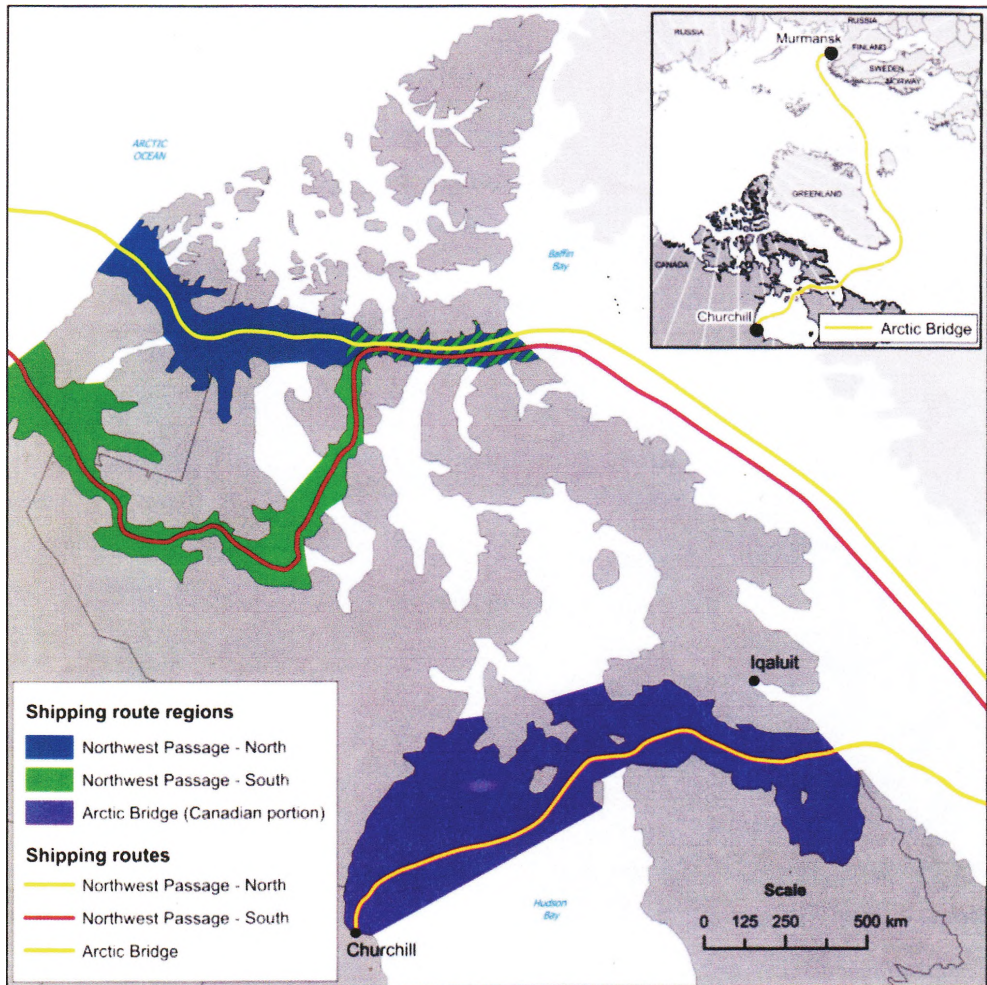 RUSSIA
RUSSIA
Murmansk
FINLAND
SWEDEN
NORWAY
GREENLAND
CANADA
Churchill
Arctic Bridge
ARCTIC
OCEAN
Baffin
Bay
Iqaluit
Shipping route regions
Northwest Passage - North
Northwest Passage - South
Arctic Bridge (Canadian portion)
Shipping routes
Northwest Passage - North
Northwest Passage - South
Arctic Bridge
Churchill
Hudson
Bay
Scale
0 125 250 500 km